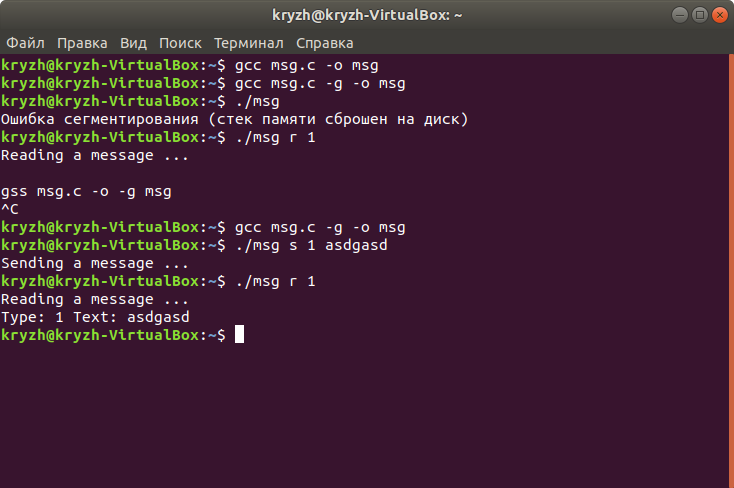 kryzh@kryzh-VirtualBox: ~
Файл Правка Вид Поиск Терминал Справка
kryzh@kryzh-VirtualBox:~$ gcc msg.c -o msg
kryzh@kryzh-VirtualBox:~$ gcc msg.c -g -o msg
kryzh@kryzh-VirtualBox:~$ ./msg
Ошибка сегментирования (стек памяти сброшен на диск)
kryzh@kryzh-VirtualBox:~$ ./msg r 1
Reading a message ...
gss msg.c -o -g msg
^C
kryzh@kryzh-VirtualBox:~$ gcc msg.c -g -o msg
kryzh@kryzh-VirtualBox:~$ ./msg s 1 asdgasd
Sending a message ...
kryzh@kryzh-VirtualBox:~$ ./msg r 1
Reading a message ...
Type: 1 Text: asdgasd
kryzh@kryzh-VirtualBox:~$